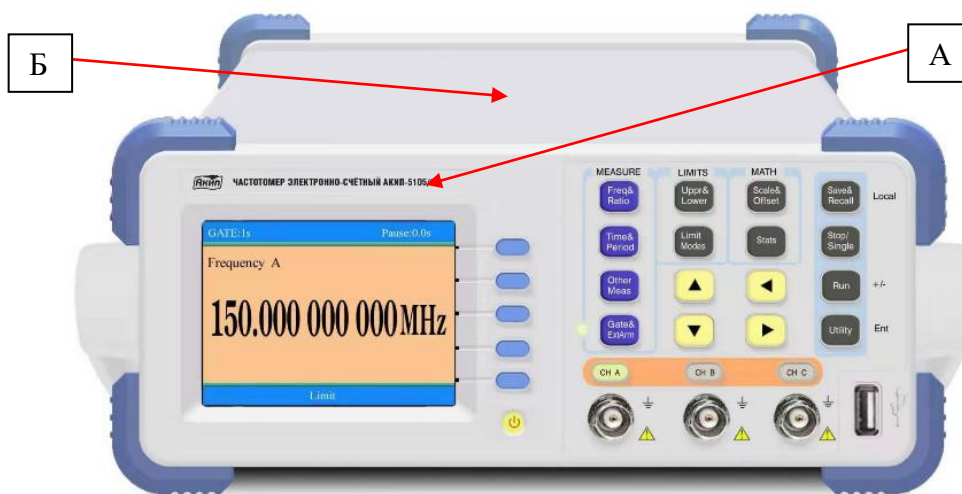 Б
А
АКИП ЧАСТОТОМЕР ЭЛЕКТРОННО-СЧЁТНЫЙ АКИП-5105/
MEASURE LIMITS MATH
Freq& Ratio
Uppr& Lower
Scale& Offset
Save& Recall
Local
GATE:1s Pause:0.0s
Time& Period
Limit Modes
Stats
Stop/ Single
Frequency A
Other Meas
Run
+/-
150.000 000 000MHz
Gate& ExtArm
Utility
Ent
CH A CH B CH C
Limit